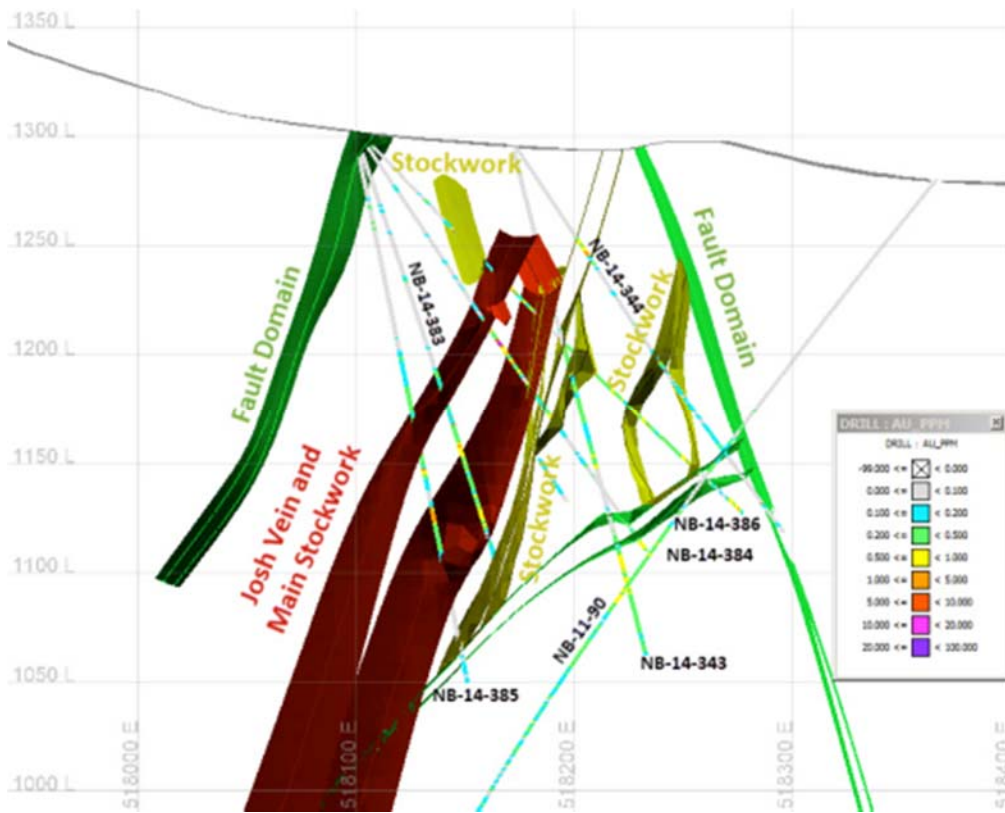 1350 L
1300 L
1250 L
1200 L
1150 L
1100 L
1050 L
1000 L
Stockwork
Fault Domain
NB-14-383
NB-14-344
Stockwork
Fault Domain
Josh Vein and
Main Stockwork
Stockwork
NB-14-386
NB-14-384
NB-11-90
NB-14-343
NB-14-385
518000 E
518100 E
518200 E
518300 E
DRILL : AU_PPM
DRILL : AU_PPM
-99.000 <= < 0.000
0.000 <= < 0.100
0.100 <= < 0.200
0.200 <= < 0.500
0.500 <= < 1.000
1.000 <= < 5.000
5.000 <= < 10.000
10.000 <= < 20.000
20.000 <= < 100.000